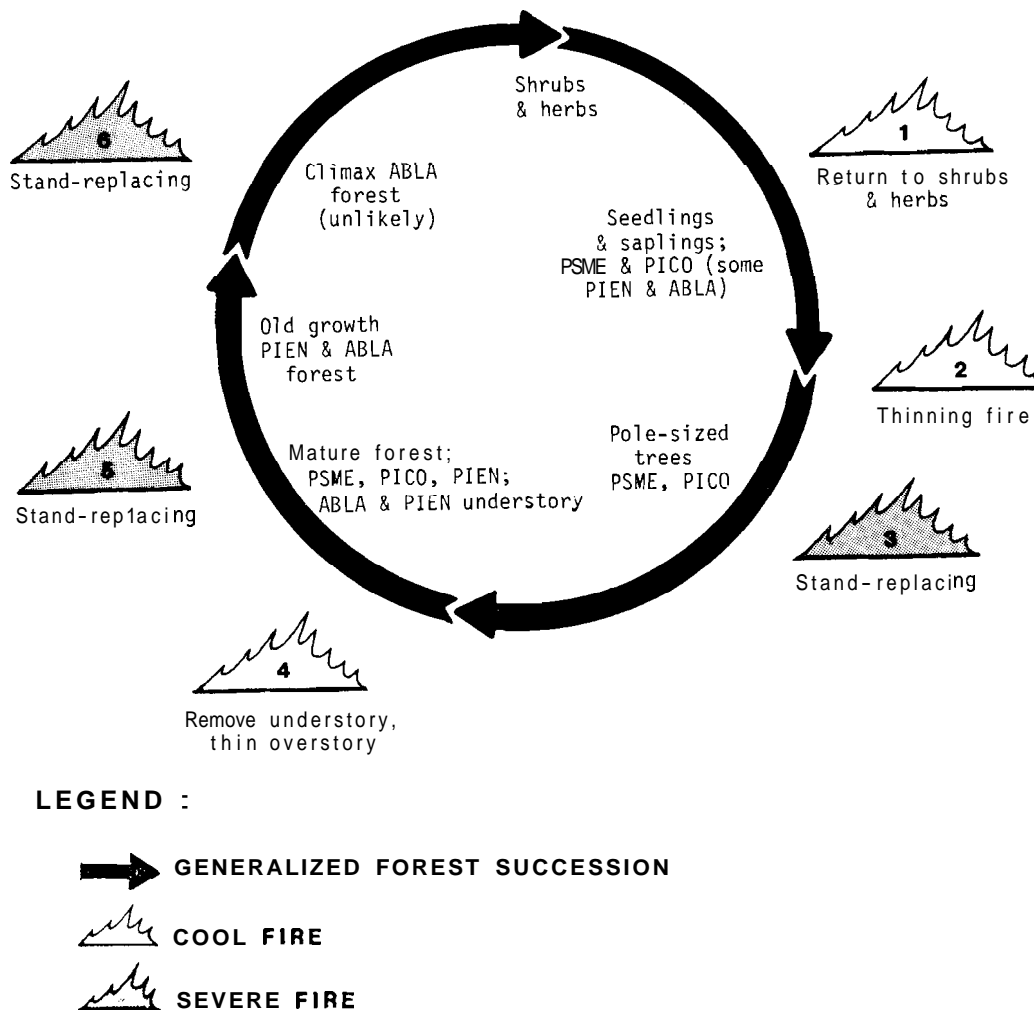 Shrubs
& herbs
1
Return to shrubs
& herbs
Seedlings
& saplings;
PSME & PICO (some
PIEN & ABLA)
2
Thinning fire
Pole-sized
trees
PSME, PICO
3
Stand-replacing
Mature forest;
PSME, PICO, PIEN;
ABLA & PIEN understory
4
Remove understory,
thin overstory
Old growth
PIEN & ABLA
forest
5
Stand-rep1acing
Climax ABLA
forest
(unlikely)
6
Stand-replacing
LEGEND :
GENERALIZED FOREST SUCCESSION
COOL FIRE
SEVERE FIRE